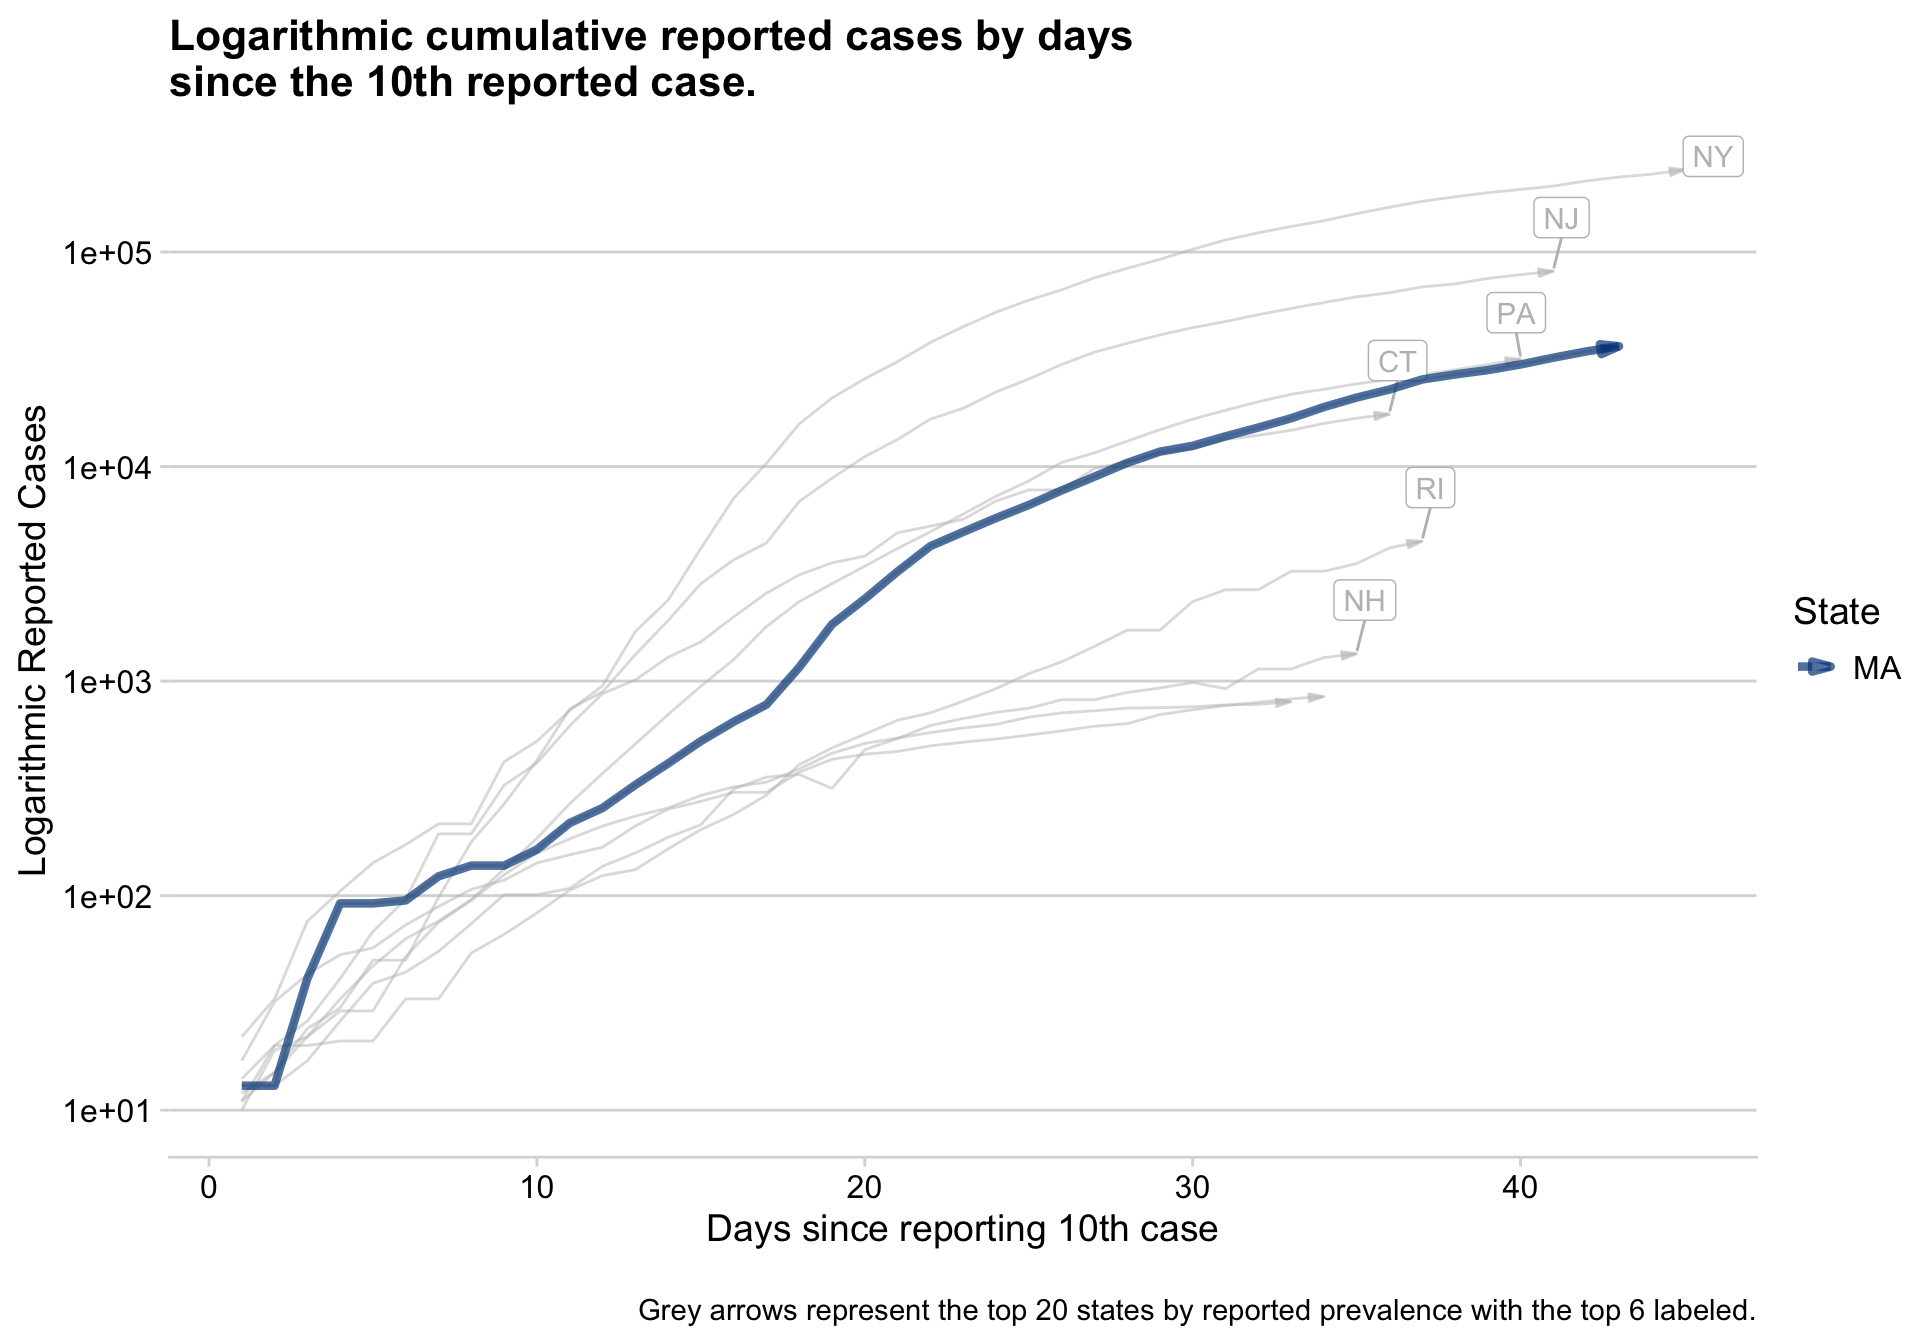 Logarithmic cumulative reported cases by days
since the 10th reported case.
NY
NJ
1e+05
PA
CT
1e+04
RI
NH
1e+03
1e+02
1e+01
Logarithmic Reported Cases
State
MA
0 10 20 30 40
Days since reporting 10th case
Grey arrows represent the top 20 states by reported prevalence with the top 6 labeled.